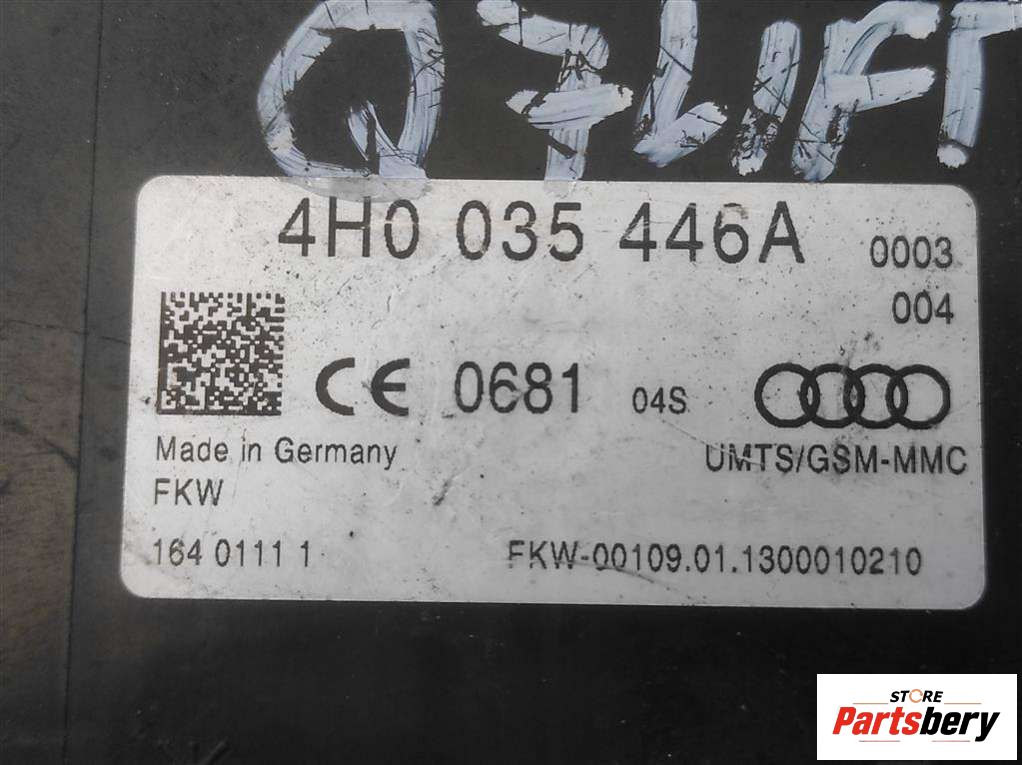 Q7LIFT
4H0 035 446A 0003
004
CE 0681 04S
Made in Germany
UMTS/GSM-MMC
FKW
164 0111 1
FKW-00109.01.1300010210
STORE
Partsbery